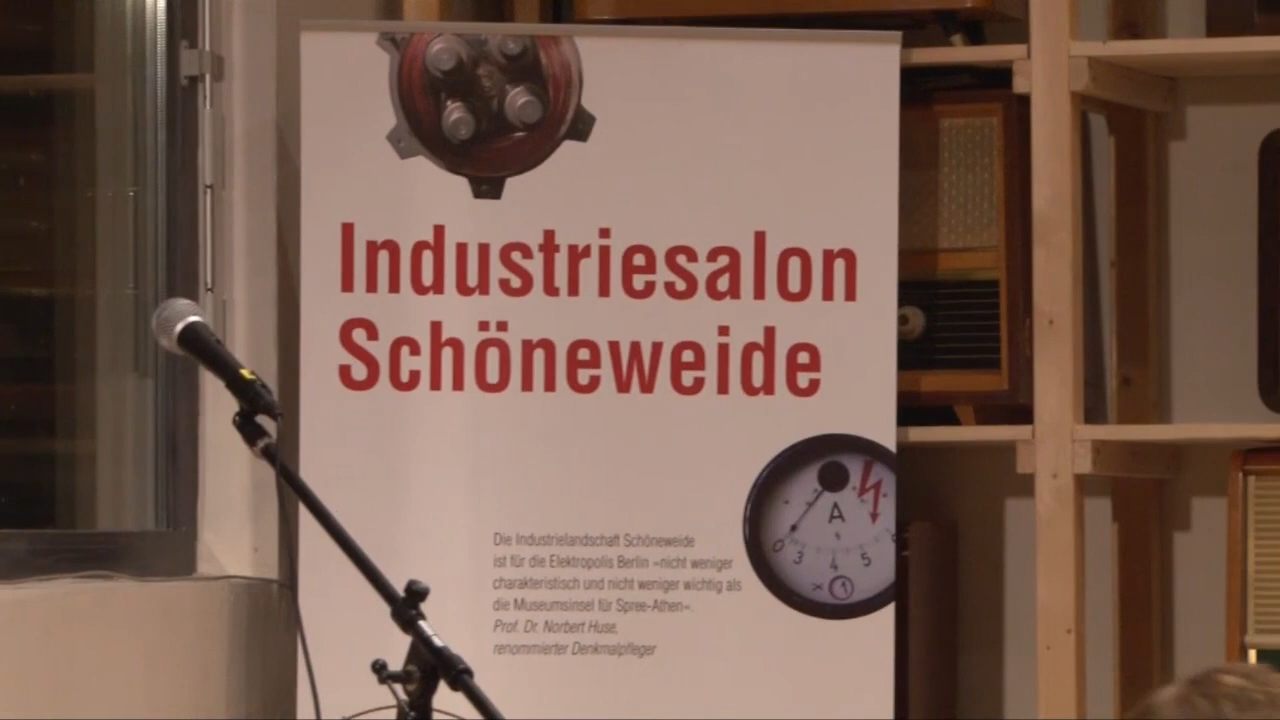 Industriesalon
Schöneweide
A
0 3 4 5
Die Industrielandschaft Schöneweide
ist für die Elektropolis Berlin »nicht weniger
charakteristisch und nicht weniger wichtig als
die Museumsinsel für Spree-Athen«.
Prof. Dr. Norbert Huse,
renommierter Denkmalpfleger